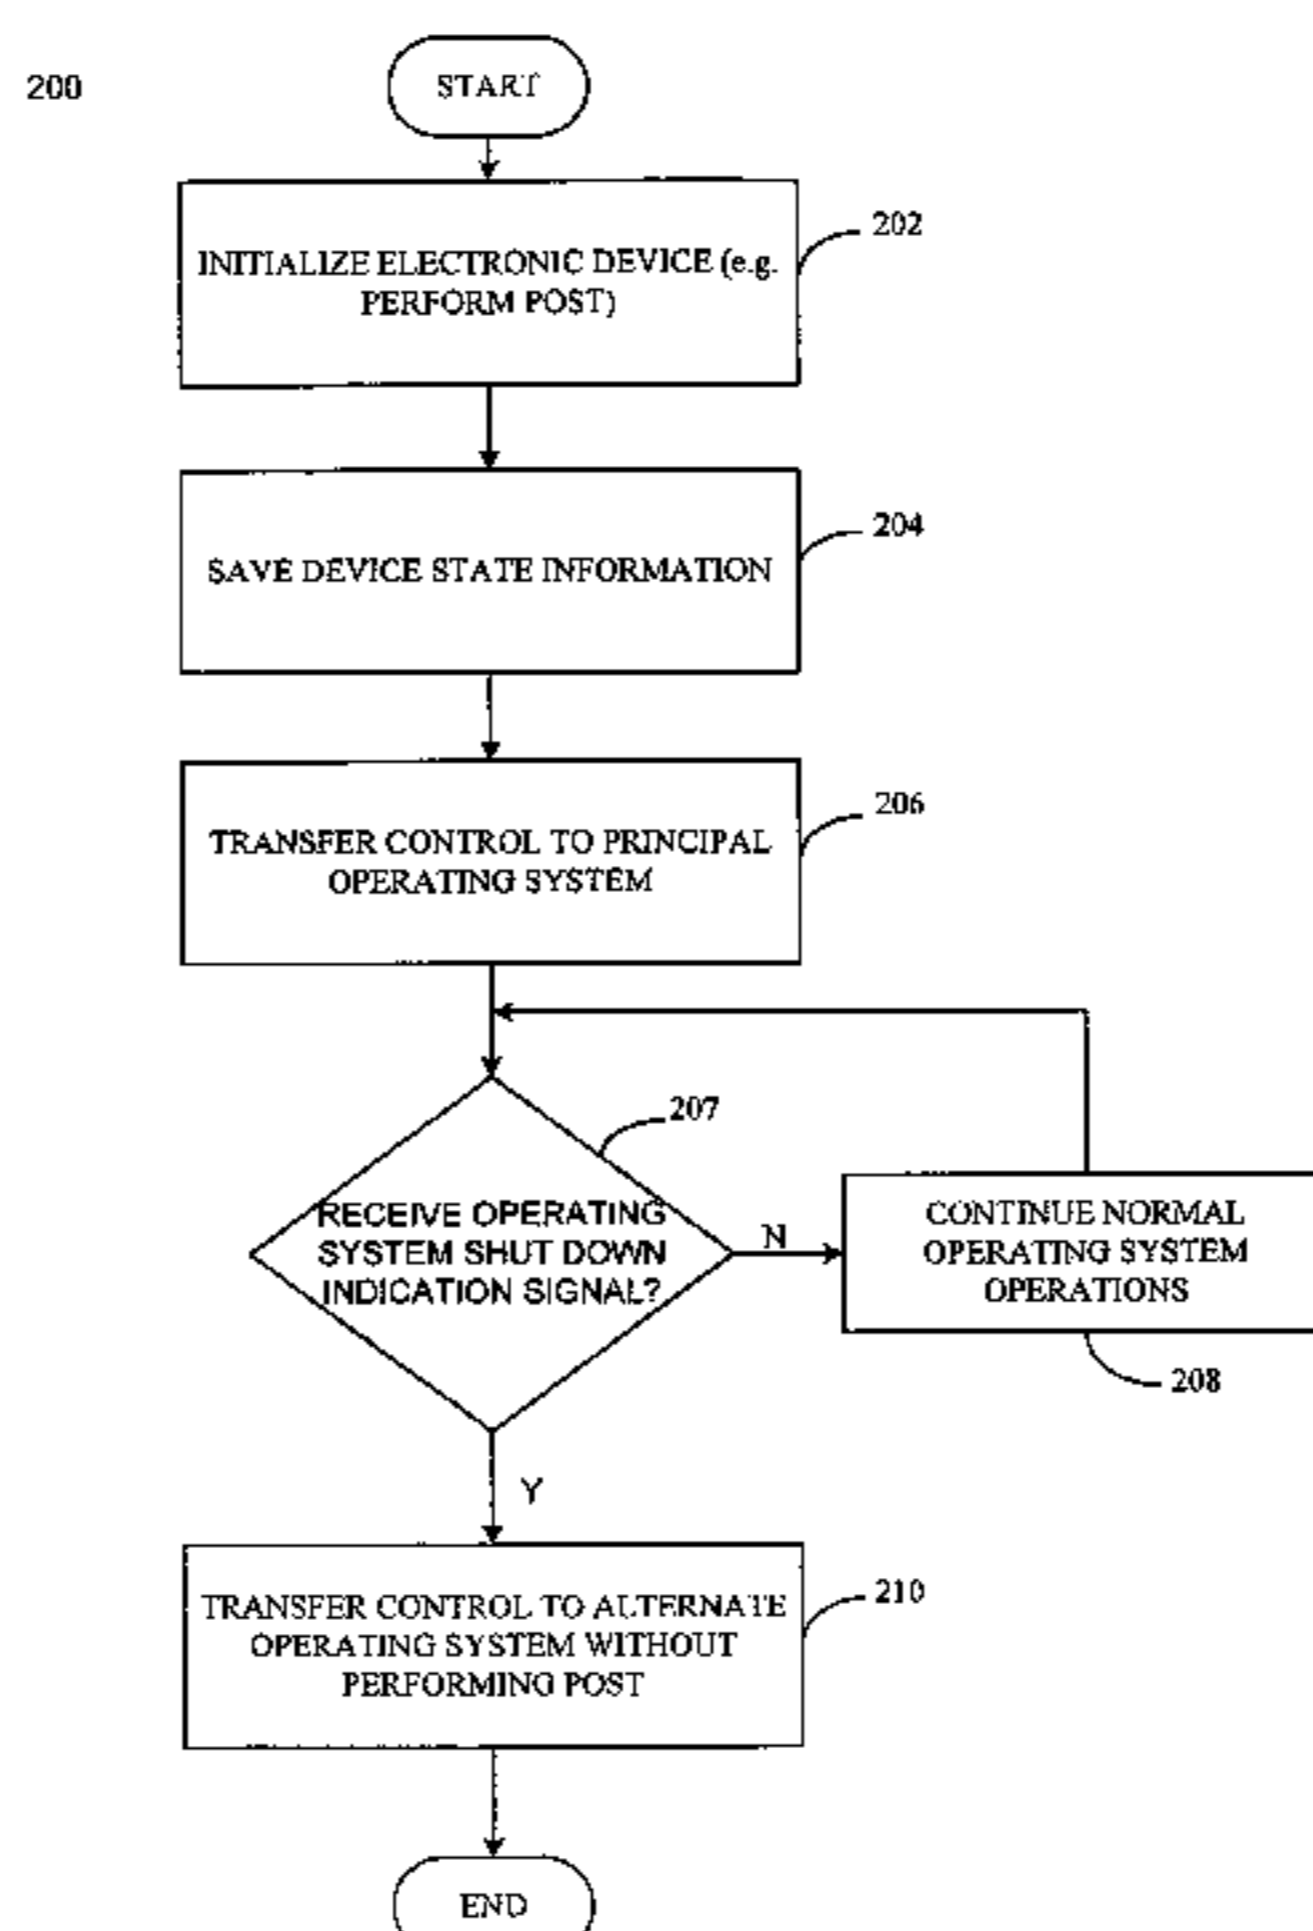 200
START
INITIALIZE ELECTRONIC DEVICE (e.g.
PERFORM POST)
202
SAVE DEVICE STATE INFORMATION
204
TRANSFER CONTROL TO PRINCIPAL
OPERATING SYSTEM
206
207
RECEIVE OPERATING
SYSTEM SHUT DOWN
INDICATION SIGNAL?
N
CONTINUE NORMAL
OPERATING SYSTEM
OPERATIONS
208
Y
TRANSFER CONTROL TO ALTERNATE
OPERATING SYSTEM WITHOUT
PERFORMING POST
210
END